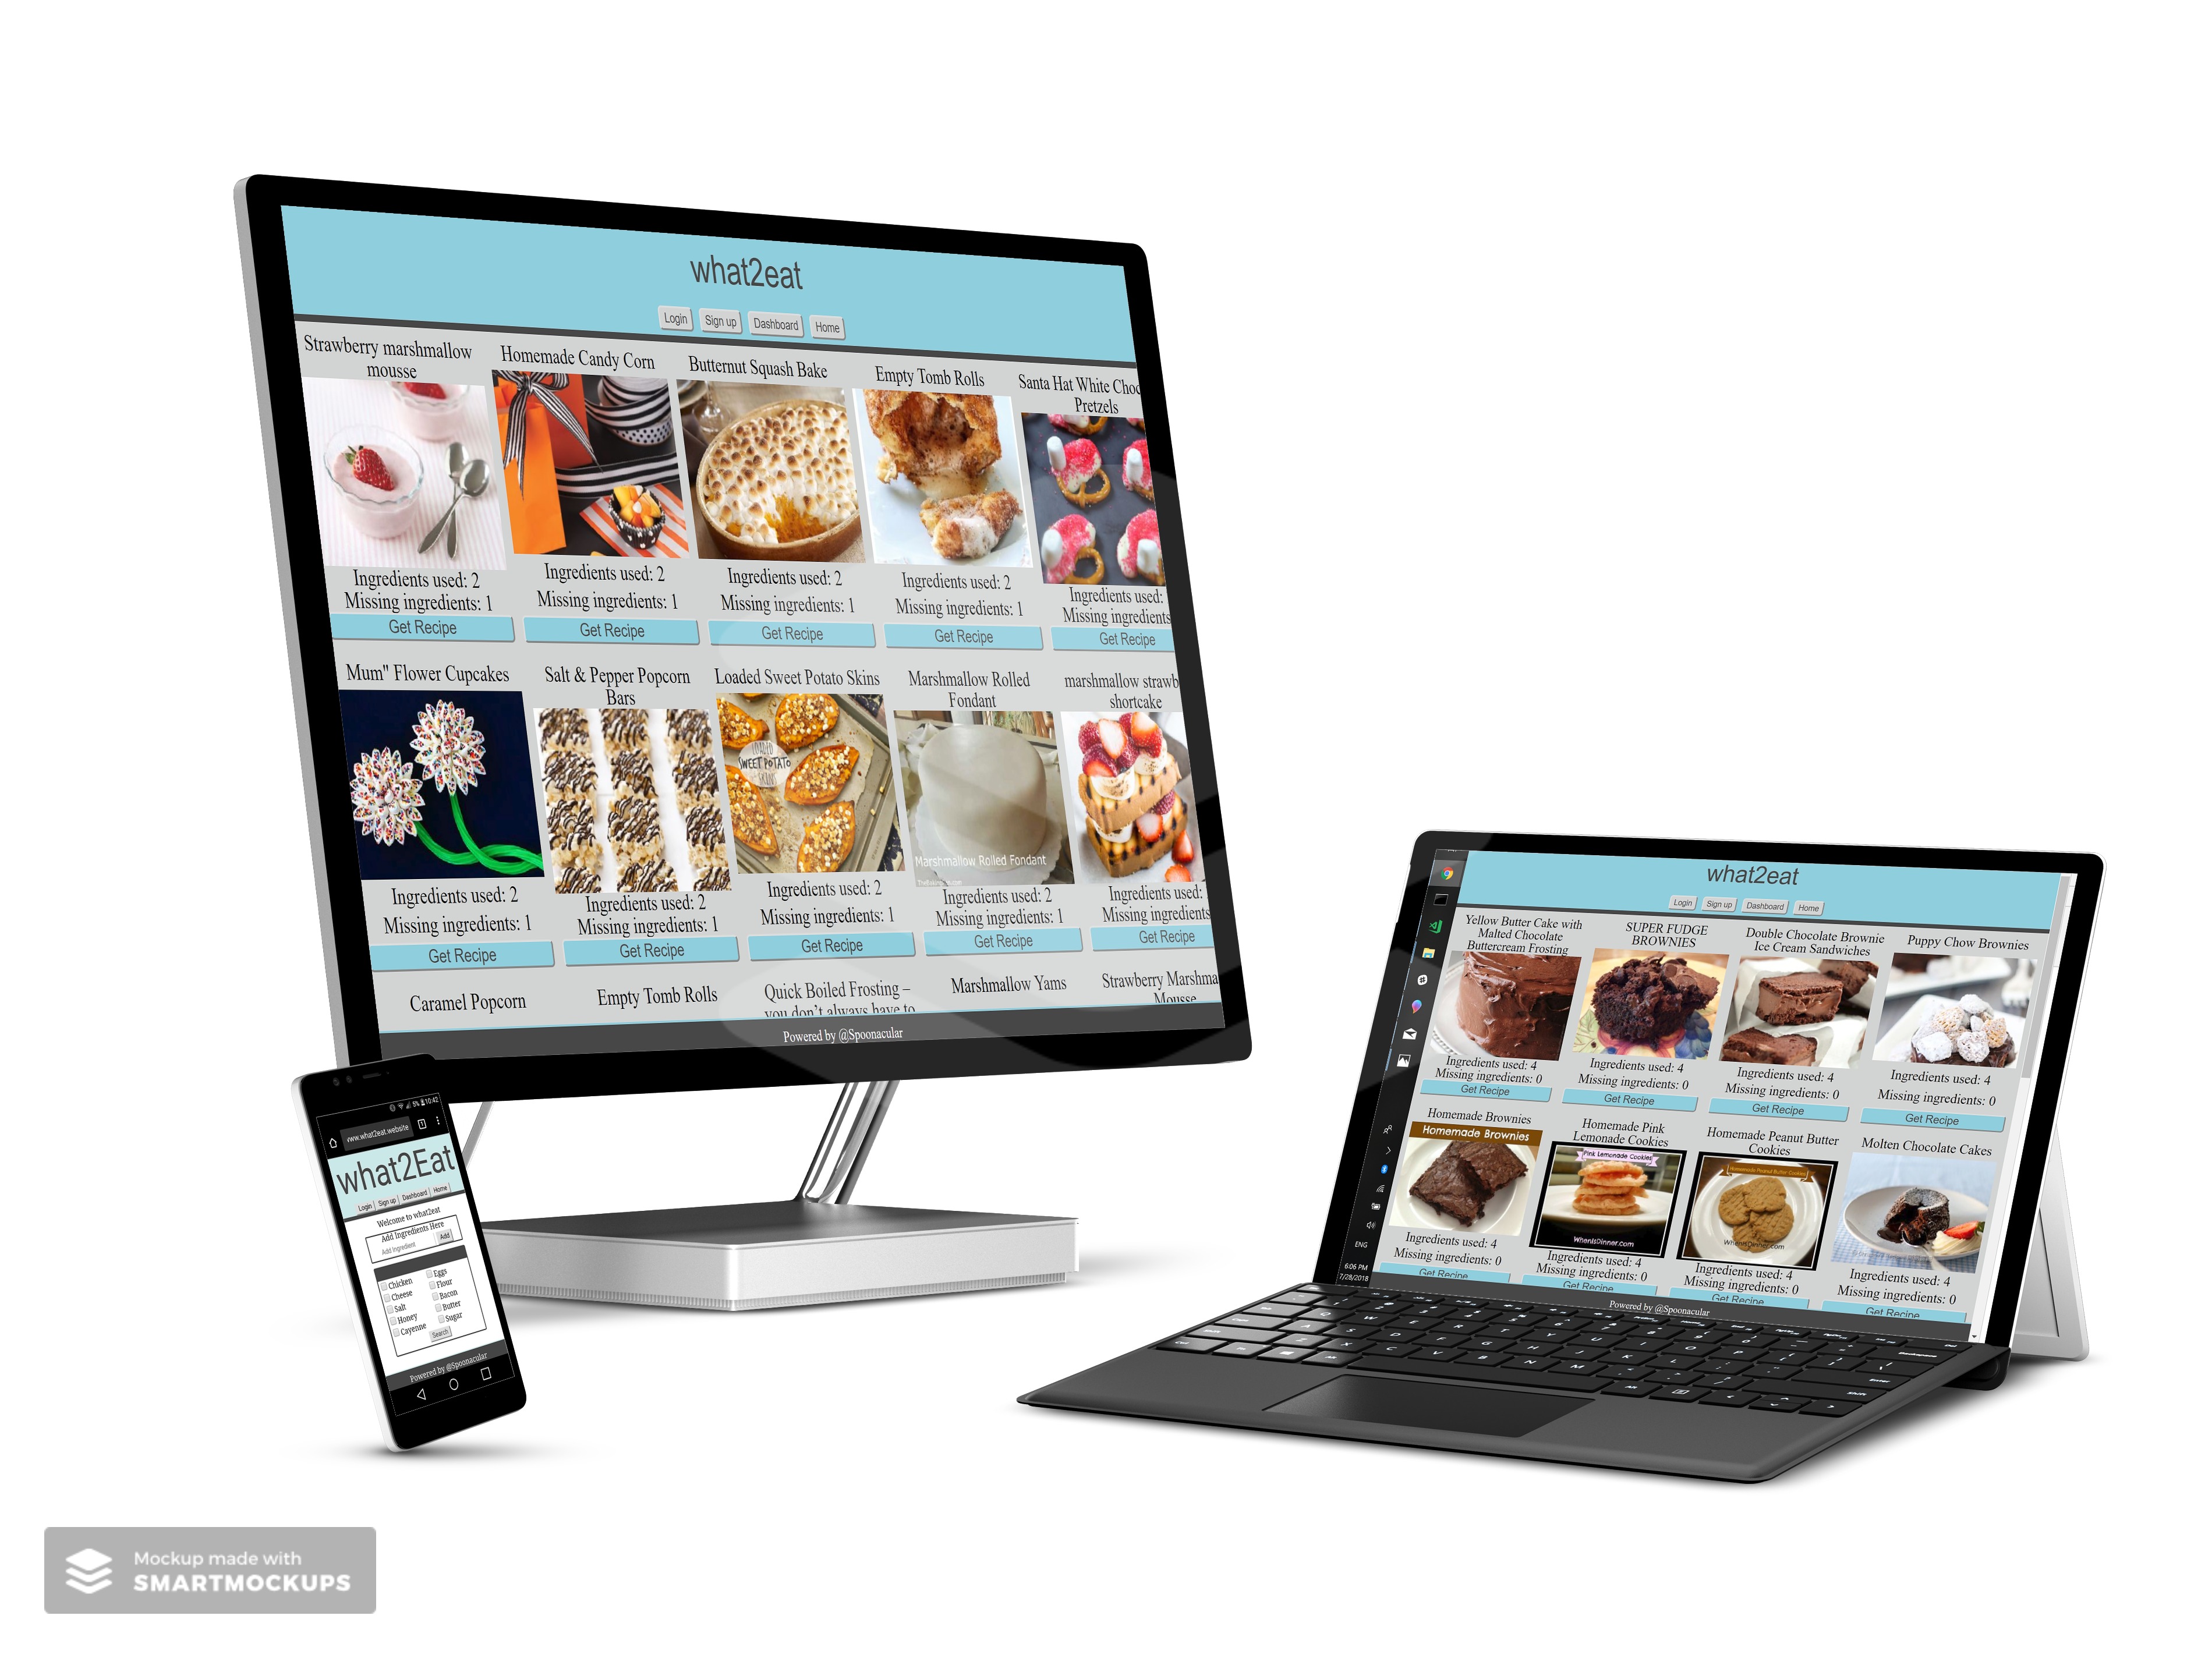 what2eat
Login Sign up Dashboard Home
Strawberry marshmallow
mousse
Homemade Candy Corn
Butternut Squash Bake
Empty Tomb Rolls
Santa Hat White Choc
Pretzels
Ingredients used: 2
Missing ingredients: 1
Get Recipe
Ingredients used: 2
Missing ingredients: 1
Get Recipe
Ingredients used: 2
Missing ingredients: 1
Get Recipe
Ingredients used: 2
Missing ingredients: 1
Get Recipe
Ingredients used:
Missing ingredients
Get Recipe
Mum" Flower Cupcakes
Salt & Pepper Popcorn
Bars
Loaded Sweet Potato Skins
Marshmallow Rolled
Fondant
marshmallow strawb
shortcake
LOADED
SWEET POTATO
SKINS
Marshmallow Rolled Fondant
Ingredients used: 2
Missing ingredients: 1
Get Recipe
Ingredients used: 2
Missing ingredients: 1
Get Recipe
Ingredients used: 2
Missing ingredients: 1
Get Recipe
Ingredients used: 2
Missing ingredients: 1
Get Recipe
Ingredients used:
Missing ingredients
Get Recipe
Caramel Popcorn
Empty Tomb Rolls
Quick Boiled Frosting –
you don't always have to
Marshmallow Yams
Strawberry Marshma
Mousse
Powered by @Spoonacular
5% 10:42
www.what2eat.website
what2Eat
Login Sign up Dashboard Home
Welcome to what2eat
Add Ingredients Here
Add Ingredient Add
Chicken Eggs
Cheese Flour
Salt Bacon
Honey Butter
Cayenne Sugar
Search
Powered by @Spoonacular
what2eat
Login Sign up Dashboard Home
Yellow Butter Cake with
Malted Chocolate
Buttercream Frosting
SUPER FUDGE
BROWNIES
Double Chocolate Brownie
Ice Cream Sandwiches
Puppy Chow Brownies
Ingredients used: 4
Missing ingredients: 0
Get Recipe
Ingredients used: 4
Missing ingredients: 0
Get Recipe
Ingredients used: 4
Missing ingredients: 0
Get Recipe
Ingredients used: 4
Missing ingredients: 0
Get Recipe
Homemade Brownies
Homemade Pink
Lemonade Cookies
Homemade Peanut Butter
Cookies
Molten Chocolate Cakes
Homemade Brownies
Pink Lemonade Cookies
WhenIsDinner.com
Homemade Peanut Butter Cookies
WhenIsDinner.com
Ingredients used: 4
Missing ingredients: 0
Get Recipe
Ingredients used: 4
Missing ingredients: 0
Get Recipe
Ingredients used: 4
Missing ingredients: 0
Get Recipe
Ingredients used: 4
Missing ingredients: 0
Get Recipe
Powered by @Spoonacular
ENG
6:06 PM
7/28/2018
Mockup made with
SMARTMOCKUPS